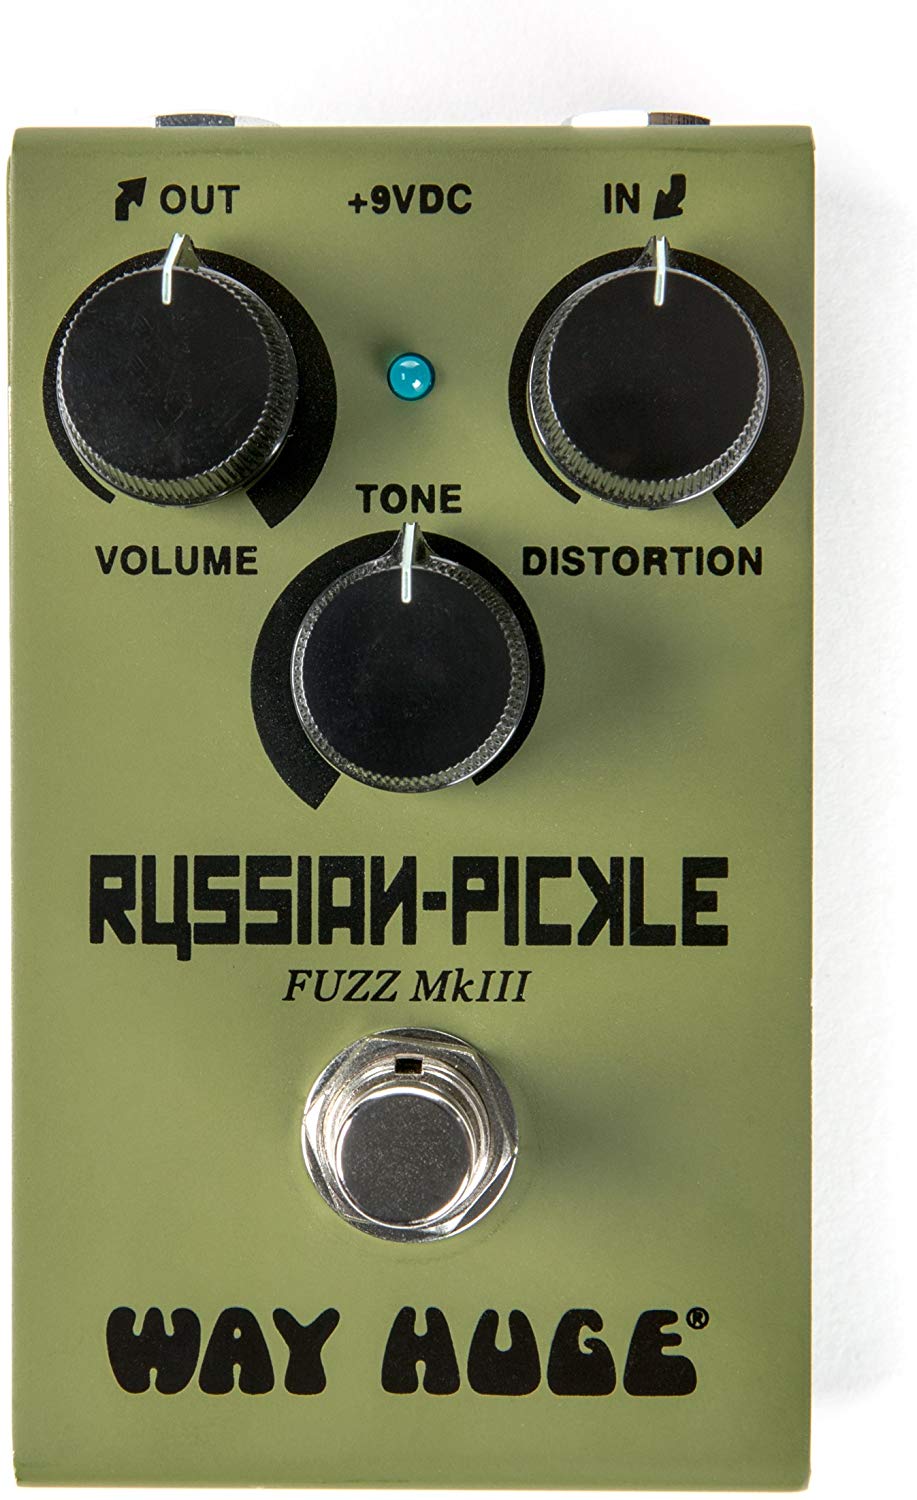 OUT +9VDC IN
TONE
VOLUME DISTORTION
RUSSIAN-PICKLE
FUZZ MkIII
WAY HUGE®